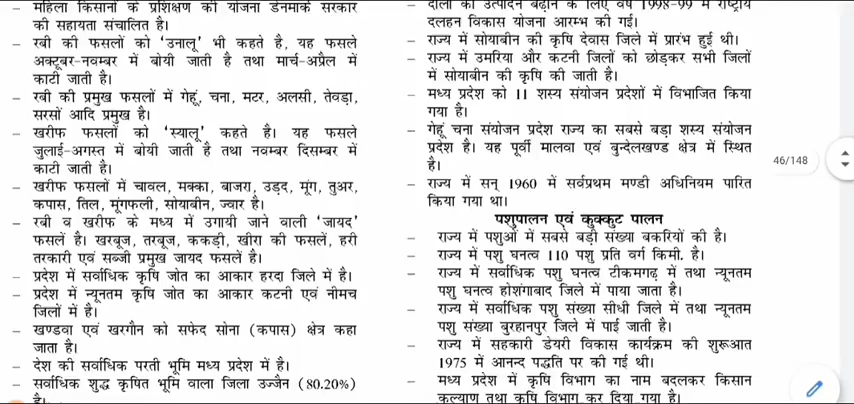 – महिला किसानों के प्रशिक्षण की योजना डेनमार्क सरकार
की सहायता संचालित है।
– रबी की फसलों को 'उनालू' भी कहते है, यह फसले
अक्टूबर-नवम्बर में बोयी जाती है तथा मार्च-अप्रैल में
काटी जाती है।
– रबी की प्रमुख फसलों में गेहूं, चना, मटर, अलसी, तेवड़ा,
सरसों आदि प्रमुख है।
– खरीफ फसलों को 'स्यालू' कहते है। यह फसले
जुलाई-अगस्त में बोयी जाती है तथा नवम्बर दिसम्बर में
काटी जाती है।
– खरीफ फसलों में चावल, मक्का, बाजरा, उड़द, मूंग, तुअर,
कपास, तिल, मूंगफली, सोयाबीन, ज्वार है।
– रबी व खरीफ के मध्य में उगायी जाने वाली 'जायद'
फसलें है। खरबूज, तरबूज, ककड़ी, खीरा की फसलें, हरी
तरकारी एवं सब्जी प्रमुख जायद फसलें है।
– प्रदेश में सर्वाधिक कृषि जोत का आकार हरदा जिले में है।
– प्रदेश में न्यूनतम कृषि जोत का आकार कटनी एवं नीमच
जिलों में है।
– खण्डवा एवं खरगौन को सफेद सोना (कपास) क्षेत्र कहा
जाता है।
– देश की सर्वाधिक परती भूमि मध्य प्रदेश में है।
– सर्वाधिक शुद्ध कृषित भूमि वाला जिला उज्जैन (80.20%)
है।
– दालों का उत्पादन बढ़ाने के लिए वर्ष 1998-99 में राष्ट्रीय
दलहन विकास योजना आरम्भ की गई।
– राज्य में सोयाबीन की कृषि देवास जिले में प्रारंभ हुई थी।
– राज्य में उमरिया और कटनी जिलों को छोड़कर सभी जिलों
में सोयाबीन की कृषि की जाती है।
– मध्य प्रदेश को 11 शस्य संयोजन प्रदेशों में विभाजित किया
गया है।
– गेहूं चना संयोजन प्रदेश राज्य का सबसे बड़ा शस्य संयोजन
प्रदेश है। यह पूर्वी मालवा एवं बुन्देलखण्ड क्षेत्र में स्थित
है।
– राज्य में सन् 1960 में सर्वप्रथम मण्डी अधिनियम पारित
किया गया था।
पशुपालन एवं कुक्कुट पालन
– राज्य में पशुओं में सबसे बड़ी संख्या बकरियों की है।
– राज्य में पशु घनत्व 110 पशु प्रति वर्ग किमी. है।
– राज्य में सर्वाधिक पशु घनत्व टीकमगढ़ में तथा न्यूनतम
पशु घनत्व होशंगाबाद जिले में पाया जाता है।
– राज्य में सर्वाधिक पशु संख्या सीधी जिले में तथा न्यूनतम
पशु संख्या बुरहानपुर जिले में पाई जाती है।
– राज्य में सहकारी डेयरी विकास कार्यक्रम की शुरूआत
1975 में आनन्द पद्धति पर की गई थी।
– मध्य प्रदेश में कृषि विभाग का नाम बदलकर किसान
कल्याण तथा कृषि विभाग कर दिया गया है।
46/148